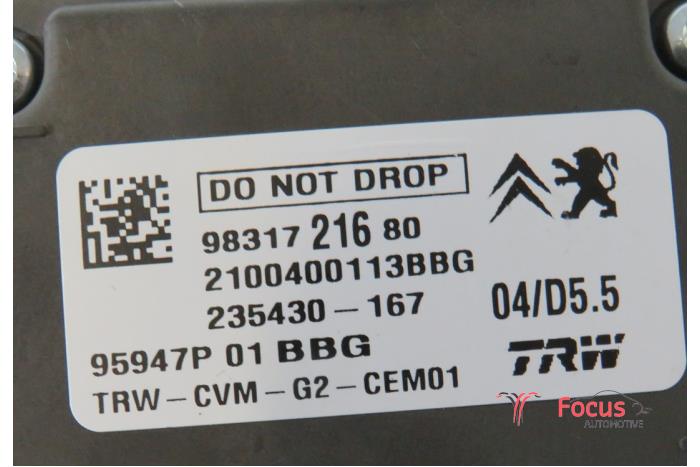 DO NOT DROP
98317 216 80
2100400113BBG
235430-167
04/D5.5
95947P 01 BBG
TRW
TRW-CVM-G2-CEM01
Focus
AUTOMOTIVE